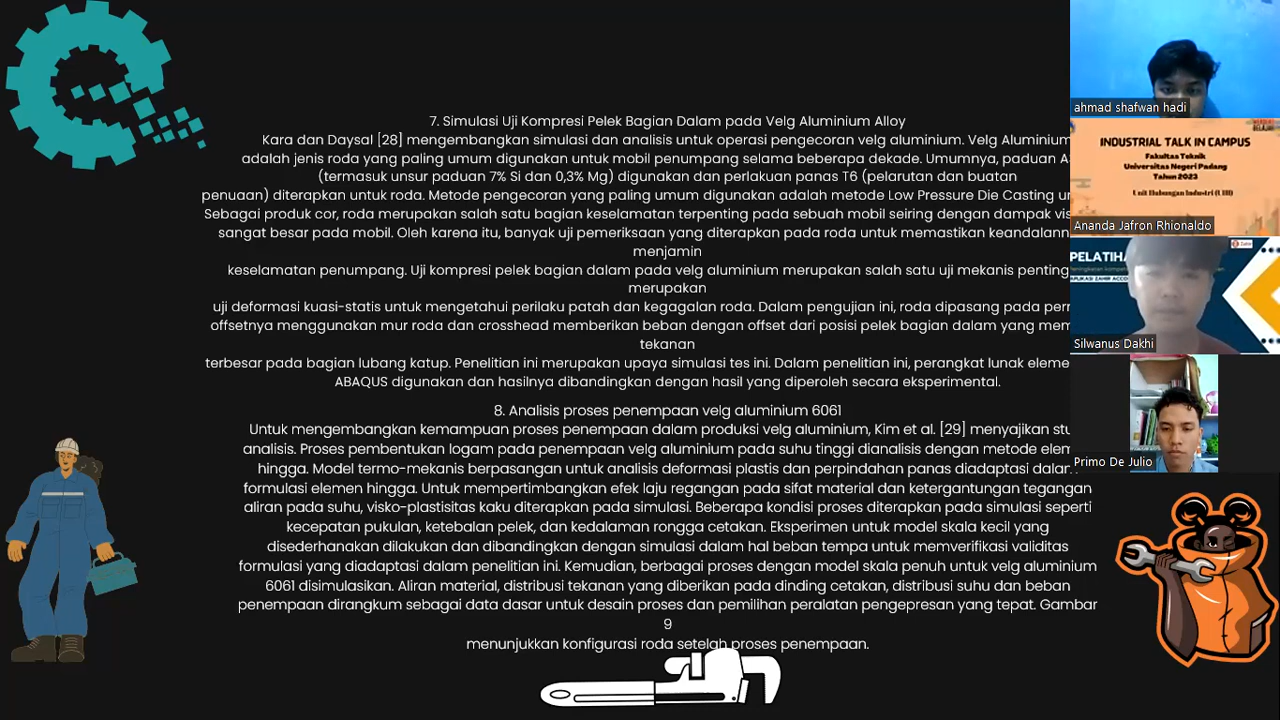 7. Simulasi Uji Kompresi Pelek Bagian Dalam pada Velg Aluminium Alloy
Kara dan Daysal [28] mengembangkan simulasi dan analisis untuk operasi pengecoran velg aluminium. Velg Aluminium
adalah jenis roda yang paling umum digunakan untuk mobil penumpang selama beberapa dekade. Umumnya, paduan
(termasuk unsur paduan 7% Si dan 0,3% Mg) digunakan dan perlakuan panas T6 (pelarutan dan buatan
penuaan) diterapkan untuk roda. Metode pengecoran yang paling umum digunakan adalah metode Low Pressure Die Casting
Sebagai produk cor, roda merupakan salah satu bagian keselamatan terpenting pada sebuah mobil seiring dengan dampak
sangat besar pada mobil. Oleh karena itu, banyak uji pemeriksaan yang diterapkan pada roda untuk memastikan
menjamin
keselamatan penumpang. Uji kompresi pelek bagian dalam pada velg aluminium merupakan salah satu uji mekanis penting
merupakan
uji deformasi kuasi-statis untuk mengetahui perilaku patah dan kegagalan roda. Dalam pengujian ini, roda dipasang pada
offsetnya menggunakan mur roda dan crosshead memberikan beban dengan offset dari posisi pelek bagian dalam yang
tekanan
terbesar pada bagian lubang katup. Penelitian ini merupakan upaya simulasi tes ini. Dalam penelitian ini, perangkat lunak
ABAQUS digunakan dan hasilnya dibandingkan dengan hasil yang diperoleh secara eksperimental.
8. Analisis proses penempaan velg aluminium 6061
Untuk mengembangkan kemampuan proses penempaan dalam produksi velg aluminium, Kim et al. [29] menyajikan
analisis. Proses pembentukan logam pada penempaan velg aluminium pada suhu tinggi dianalisis dengan metode
hingga. Model termo-mekanis berpasangan untuk analisis deformasi plastis dan perpindahan panas diadaptasi dalam
formulasi elemen hingga. Untuk mempertimbangkan efek laju regangan pada sifat material dan ketergantungan tegangan
aliran pada suhu, visko-plastisitas kaku diterapkan pada simulasi. Beberapa kondisi proses diterapkan pada simulasi seperti
kecepatan pukulan, ketebalan pelek, dan kedalaman rongga cetakan. Eksperimen untuk model skala kecil yang
disederhanakan dilakukan dan dibandingkan dengan simulasi dalam hal beban tempa untuk memverifikasi validitas
formulasi yang diadaptasi dalam penelitian ini. Kemudian, berbagai proses dengan model skala penuh untuk velg aluminium
6061 disimulasikan. Aliran material, distribusi tekanan yang diberikan pada dinding cetakan, distribusi suhu dan beban
penempaan dirangkum sebagai data dasar untuk desain proses dan pemilihan peralatan pengepresan yang tepat. Gambar
9
menunjukkan konfigurasi roda setelah proses penempaan.
ahmad shafwan hadi
INDUSTRIAL TALK IN CAMPUS
Fakultas Teknik
Universitas Negeri Padang
Tahun 2023
Unit Hubungan Industri (UHI)
Ananda Jafron Rhionaldo
Silwanus Dakhi
Primo De Julio